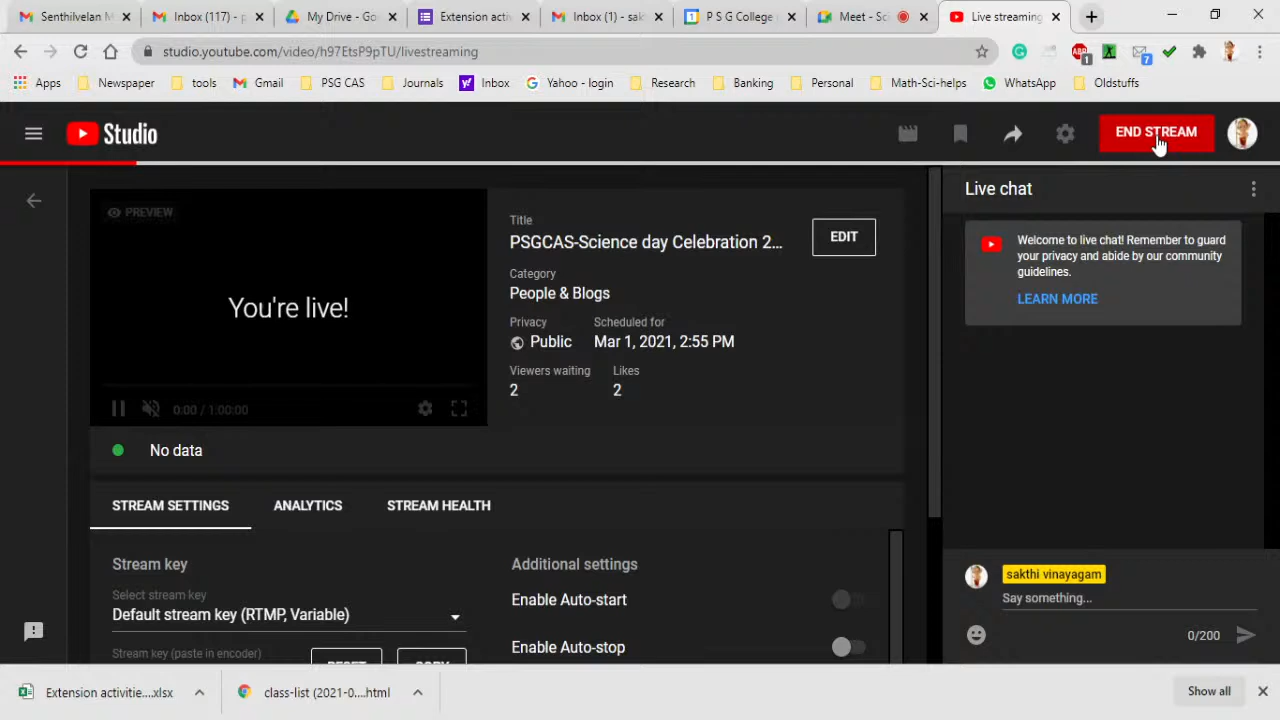 Senthilvelan M
Inbox (117) - p
My Drive - Goo
Extension acti
Inbox (1) - sak
P S G College
Meet - Sci
Live streaming
studio.youtube.com/video/h97EtsP9pTU/livestreaming
1
7
Apps
Newspaper
tools
Gmail
PSG CAS
Journals
Inbox
Yahoo - login
Research
Banking
Personal
Math-Sci-helps
WhatsApp
Oldstuffs
Studio
END STREAM
PREVIEW
You're live!
0:00 / 1:00:00
No data
Title
PSGCAS-Science day Celebration 2...
EDIT
Category
People & Blogs
Privacy
Scheduled for
Public
Mar 1, 2021, 2:55 PM
Viewers waiting
Likes
2
2
Live chat
Welcome to live chat! Remember to guard
your privacy and abide by our community
guidelines.
LEARN MORE
STREAM SETTINGS
ANALYTICS
STREAM HEALTH
Stream key
Select stream key
Default stream key (RTMP, Variable)
Stream key (paste in encoder)
RESET
COPY
Additional settings
Enable Auto-start
Enable Auto-stop
sakthi vinayagam
Say something...
0/200
Extension activitie....xlsx
class-list (2021-0....html
Show all